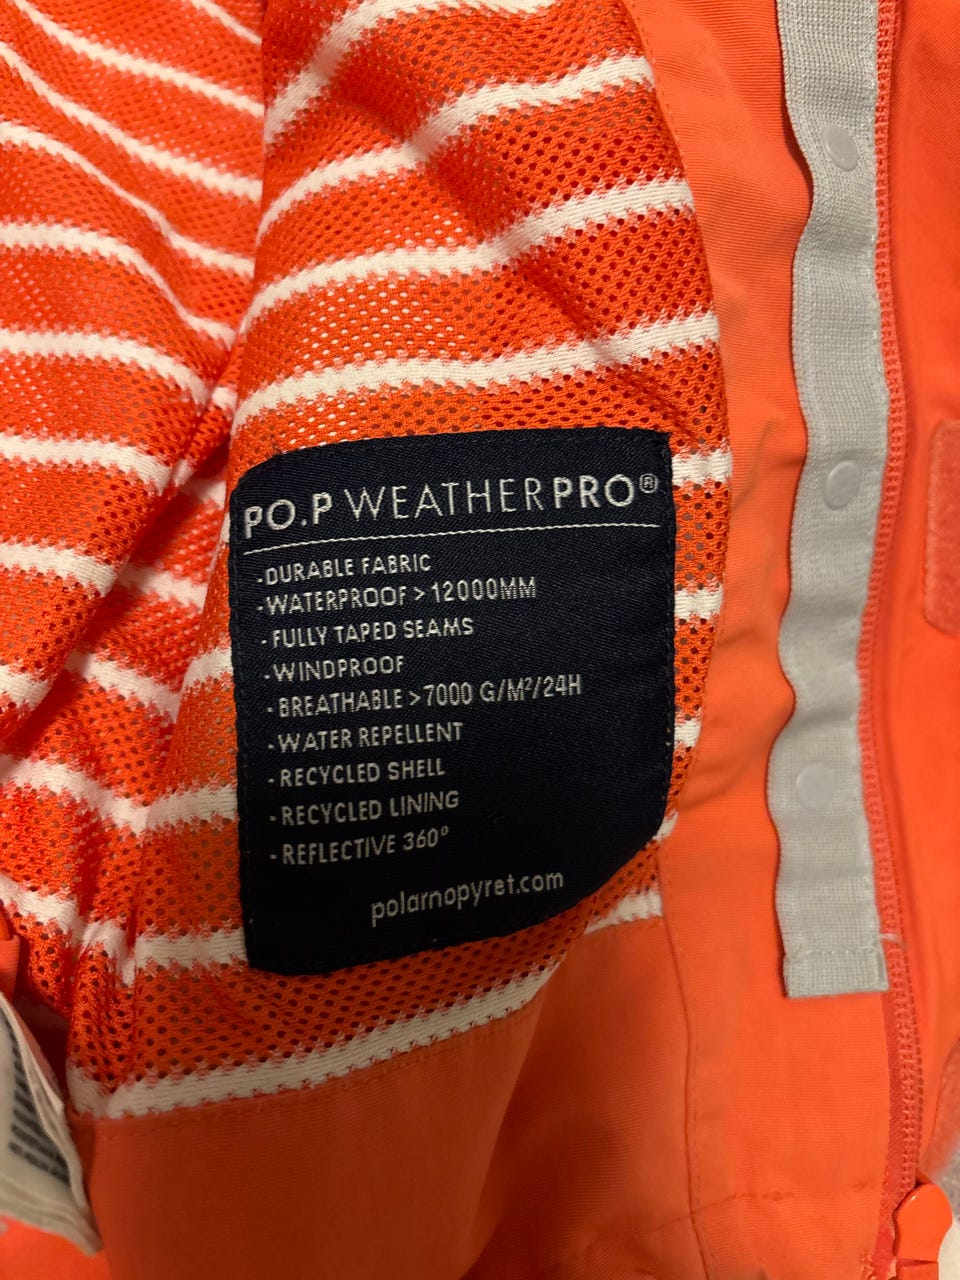 PO.P WEATHERPRO®
-DURABLE FABRIC
-WATERPROOF > 12000MM
-FULLY TAPED SEAMS
-WINDPROOF
-BREATHABLE >7000 G/M²/24H
-WATER REPELLENT
-RECYCLED SHELL
-RECYCLED LINING
-REFLECTIVE 360°
polarnopyret.com